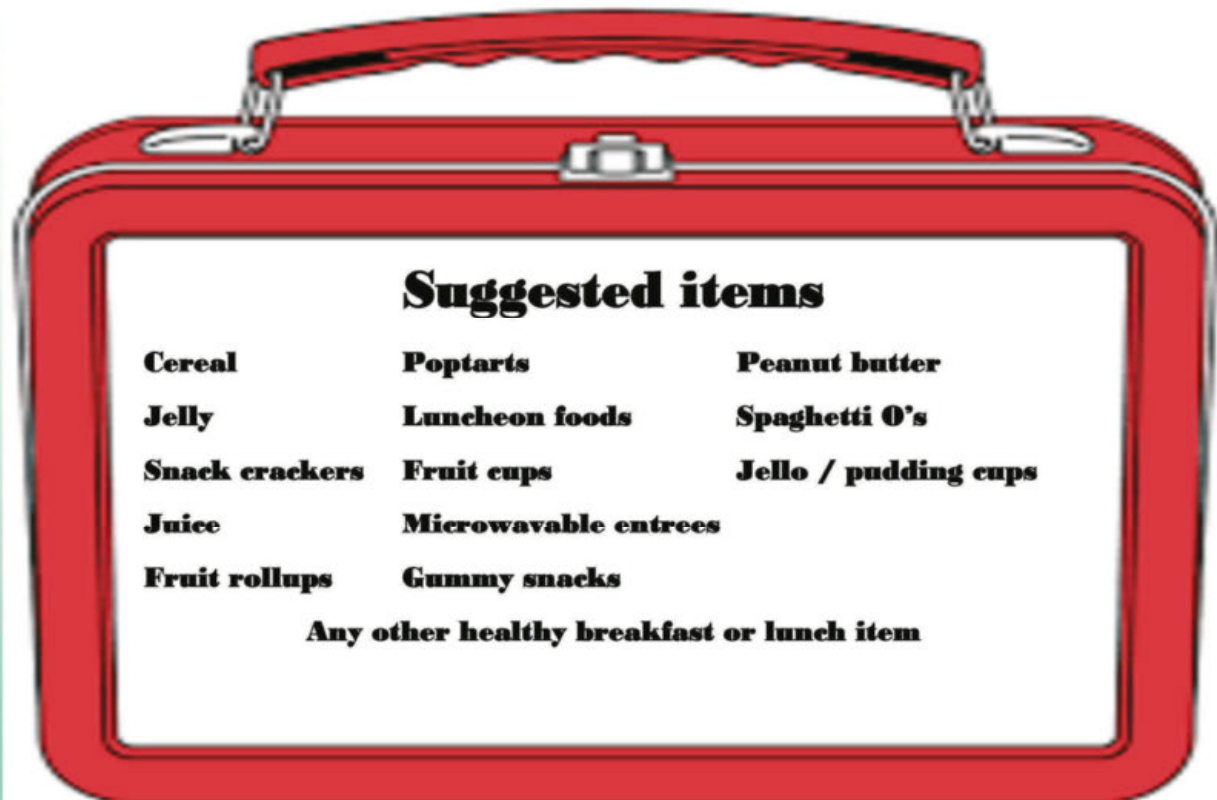 Suggested items
Cereal Poptarts Peanut butter
Jelly Luncheon foods Spaghetti O's
Snack crackers Fruit cups Jello / pudding cups
Juice Microwavable entrees
Fruit rollups Gummy snacks
Any other healthy breakfast or lunch item